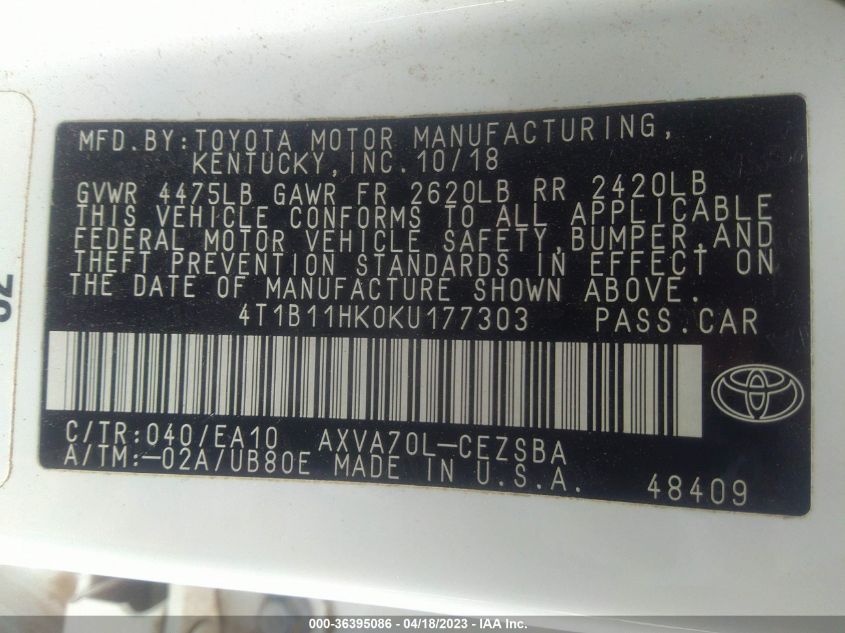 MFD.BY:TOYOTA MOTOR MANUFACTURING,
KENTUCKY,INC.10/18
GVWR 4475LB GAWR FR 2620LB RR 2420LB
THIS VEHICLE CONFORMS TO ALL APPLICABLE
FEDERAL MOTOR VEHICLE SAFETY,BUMPER,AND
THEFT PREVENTION STANDARDS IN EFFECT ON
THE DATE OF MANUFACTURE SHOWN ABOVE.
4T1B11HK0KU177303 PASS.CAR
C/TR:040/EA10 AXVA70L-CEZSBA
A/TM:-02A/UB80E MADE IN U.S.A.
48409
000-36395086 - 04/18/2023 - IAA Inc.